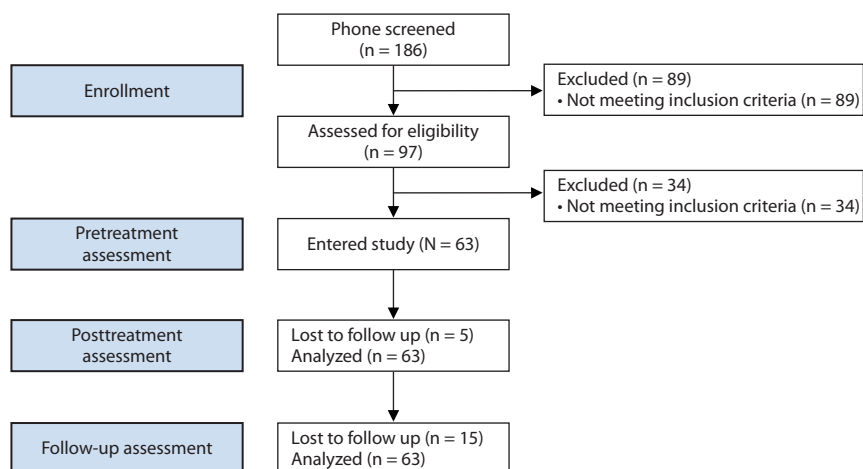 Phone screened
(n = 186)
Enrollment
Excluded (n = 89)
• Not meeting inclusion criteria (n = 89)
Assessed for eligibility
(n = 97)
Excluded (n = 34)
• Not meeting inclusion criteria (n = 34)
Pretreatment
assessment
Entered study (N = 63)
Posttreatment
assessment
Lost to follow up (n = 5)
Analyzed (n = 63)
Follow-up assessment
Lost to follow up (n = 15)
Analyzed (n = 63)